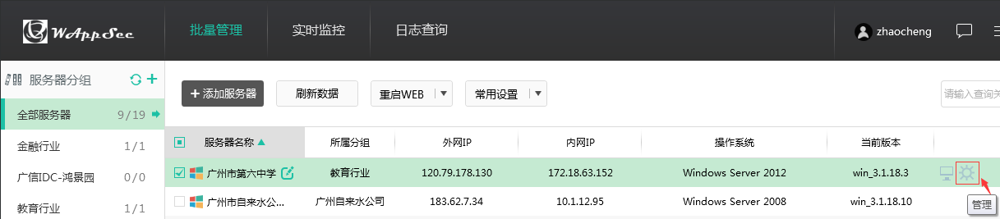 WAppSec 批量管理 实时监控 日志查询 zhaocheng
服务器分组
添加服务器 刷新数据 重启WEB 常用设置 请输入查询关
全部服务器 9/19
金融行业 1/1
广信IDC-鸿景园 0/0
教育行业 1/1
服务器名称 所属分组 外网IP 内网IP 操作系统 当前版本
广州市第六中学 教育行业 120.79.178.130 172.18.63.152 Windows Server 2012 win_3.1.18.3
广州市自来水公... 广州自来水公司 183.62.7.34 10.1.12.95 Windows Server 2008 win_3.1.18.10
管理